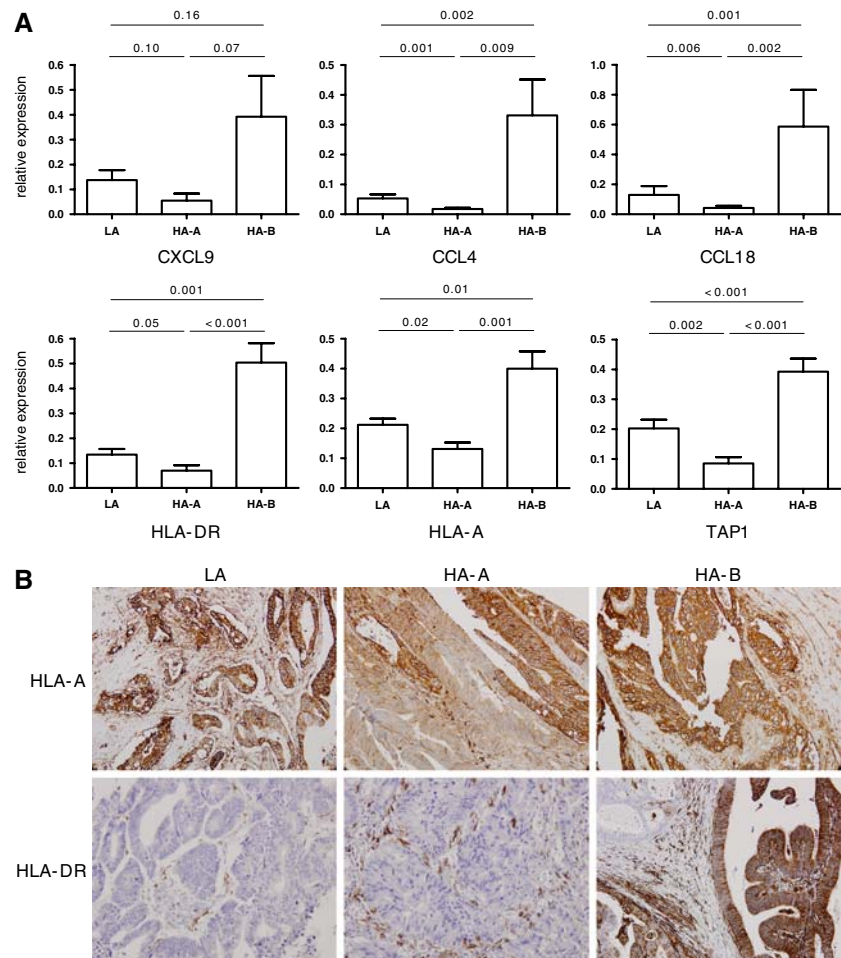 A
0.16
0.10 0.07
relative expression
0.6
0.5
0.4
0.3
0.2
0.1
0.0
LA HA-A HA-B
CXCL9
0.002
0.001 0.009
0.5
0.4
0.3
0.2
0.1
0.0
LA HA-A HA-B
CCL4
0.001
0.006 0.002
1.0
0.8
0.6
0.4
0.2
0.0
LA HA-A HA-B
CCL18
0.001
0.05 <0.001
relative expression
0.6
0.5
0.4
0.3
0.2
0.1
0.0
LA HA-A HA-B
HLA-DR
0.01
0.02 0.001
0.5
0.4
0.3
0.2
0.1
0.0
LA HA-A HA-B
HLA-A
<0.001
0.002 <0.001
0.5
0.4
0.3
0.2
0.1
0.0
LA HA-A HA-B
TAP1
B
LA HA-A HA-B
HLA-A
HLA-DR